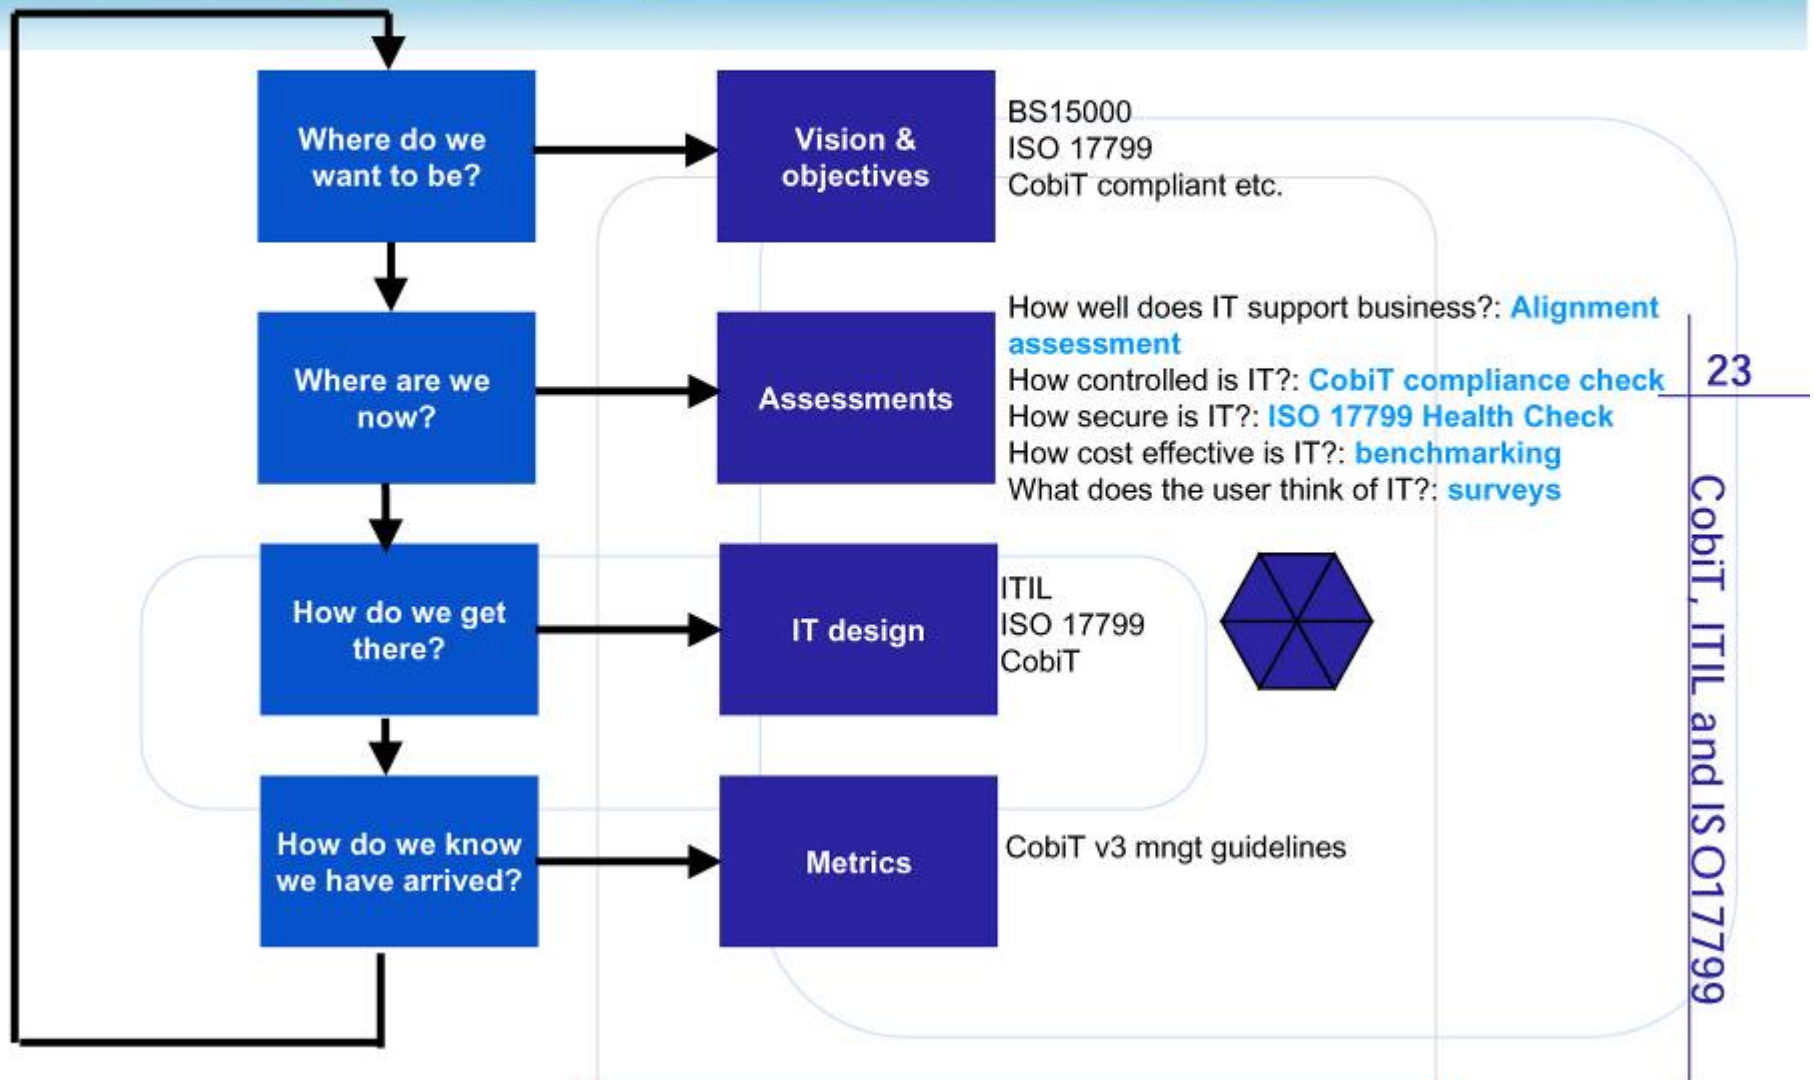 Where do we
want to be?
Vision &
objectives
BS15000
ISO 17799
CobiT compliant etc.
Where are we
now?
Assessments
How well does IT support business?: Alignment
assessment
How controlled is IT?: CobiT compliance check
How secure is IT?: ISO 17799 Health Check
How cost effective is IT?: benchmarking
What does the user think of IT?: surveys
How do we get
there?
IT design
ITIL
ISO 17799
CobiT
How do we know
we have arrived?
Metrics
CobiT v3 mngt guidelines
23
CobiT, ITIL and ISO17799